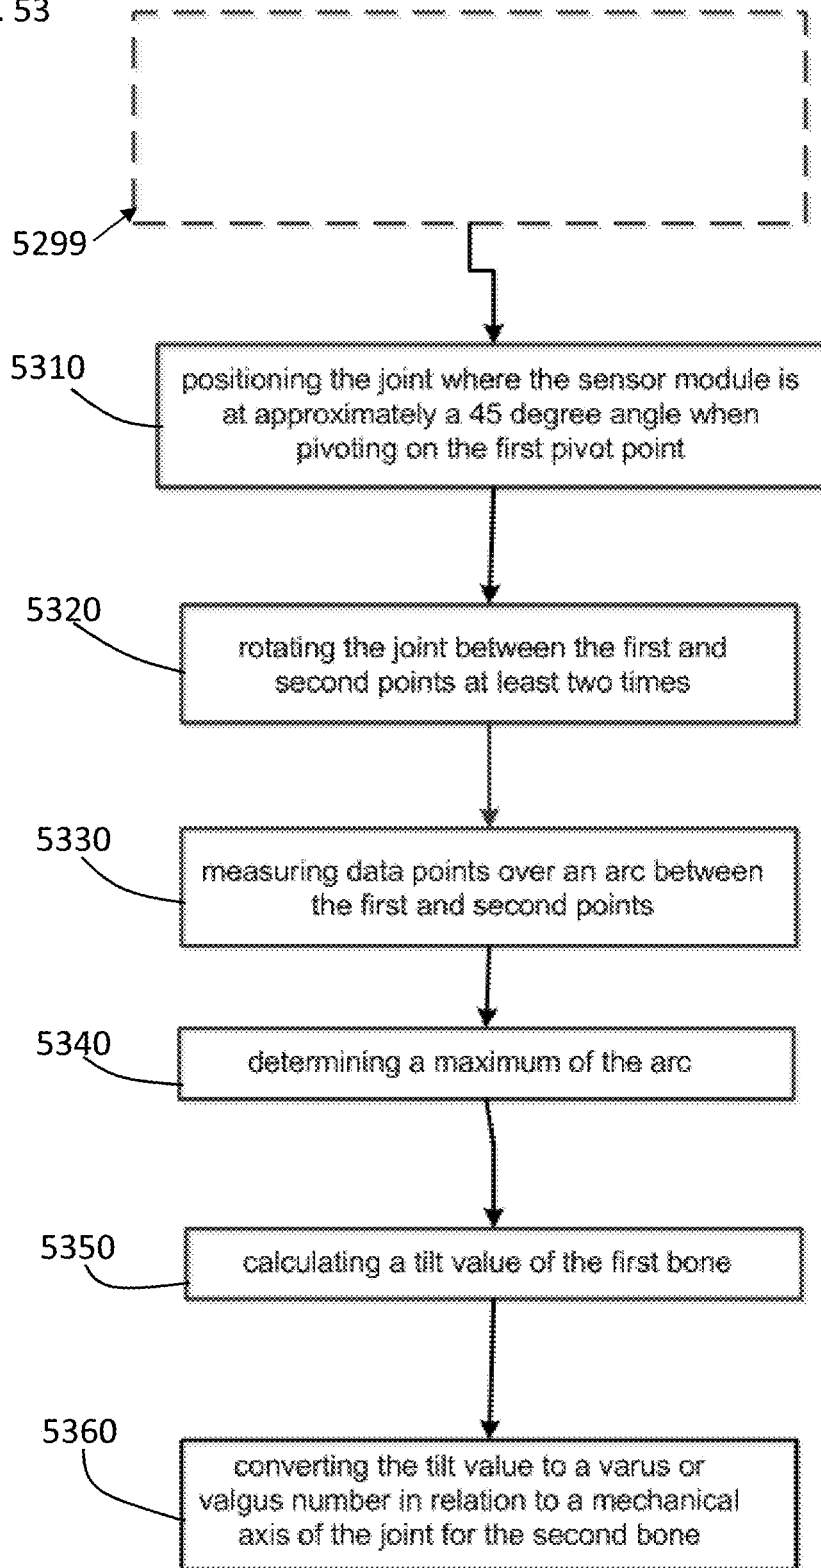 . 53
5299
5310
positioning the joint where the sensor module is
at approximately a 45 degree angle when
pivoting on the first pivot point
5320
rotating the joint between the first and
second points at least two times
5330
measuring data points over an arc between
the first and second points
5340
determining a maximum of the arc
5350
calculating a tilt value of the first bone
5360
converting the tilt value to a varus or
valgus number in relation to a mechanical
axis of the joint for the second bone